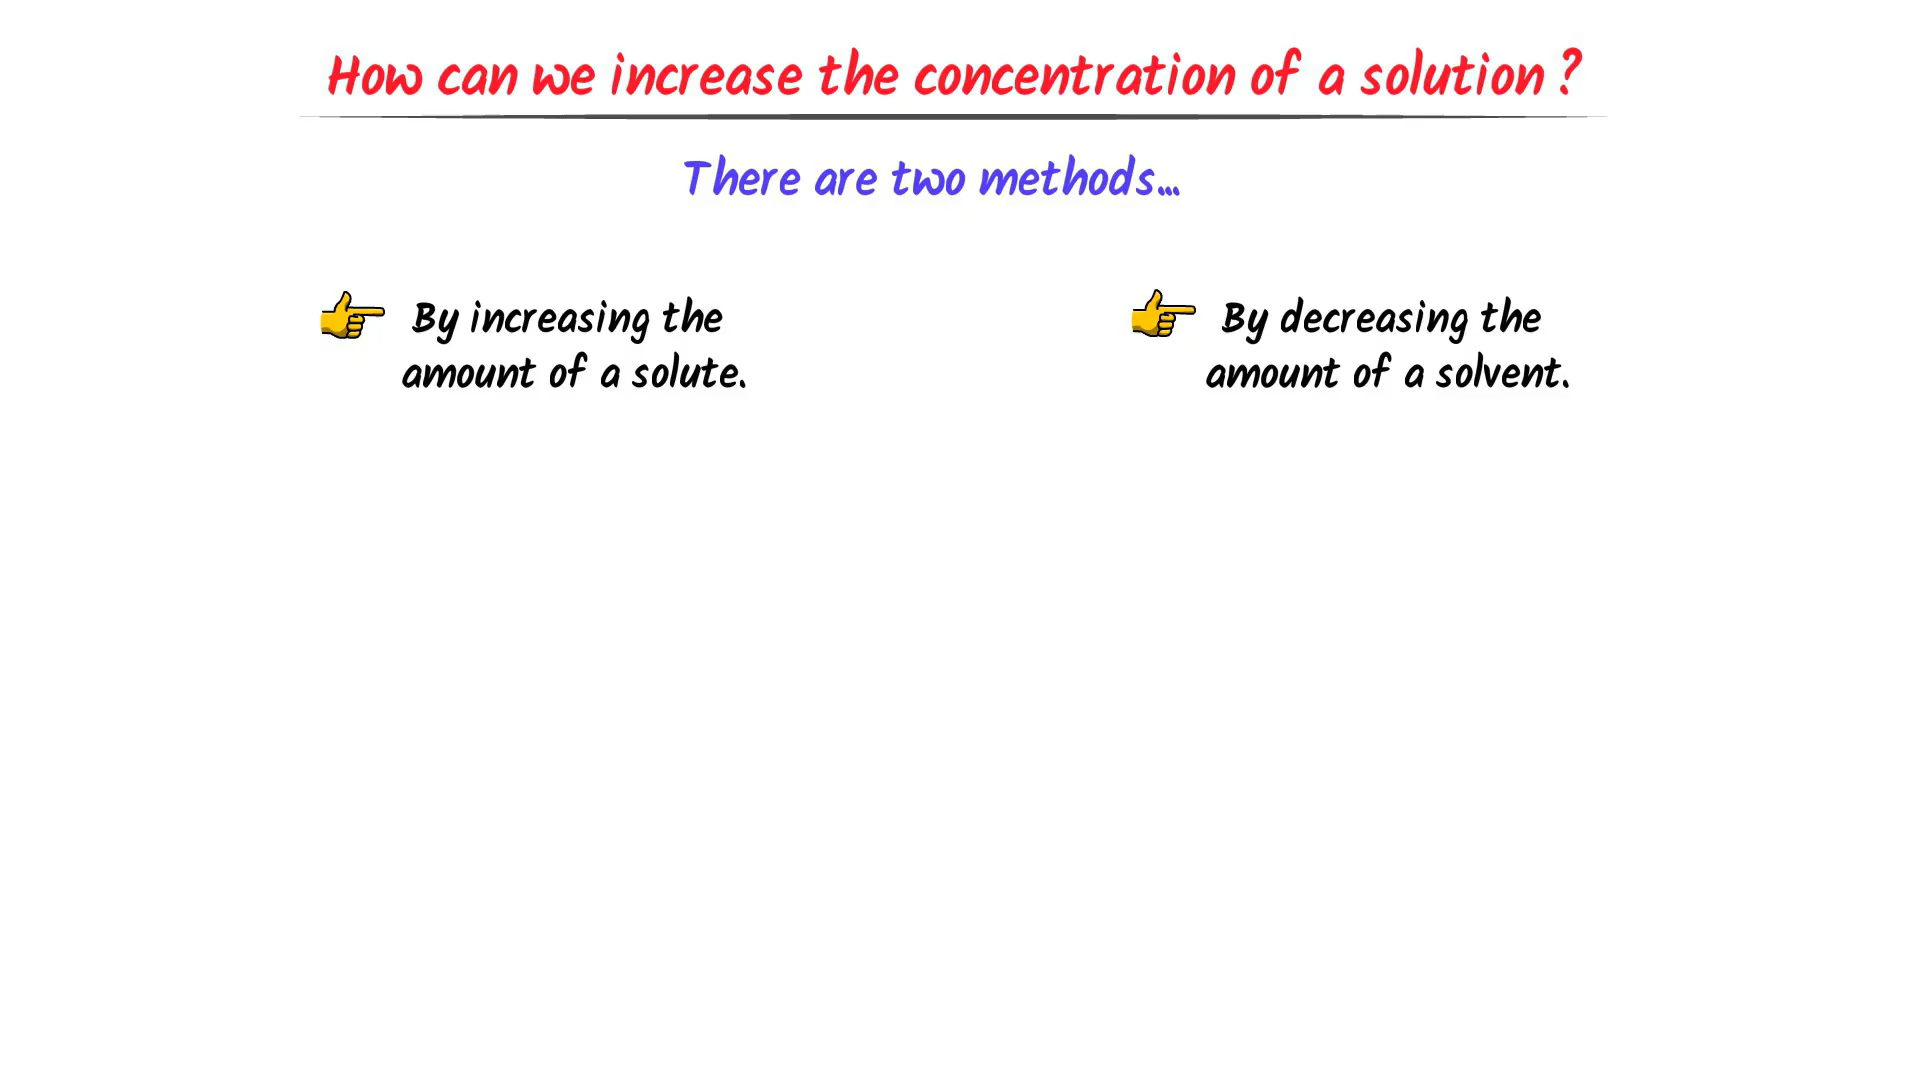 How can we increase the concentration of a solution ?
There are two methods...
By increasing the
amount of a solute.
By decreasing the
amount of a solvent.